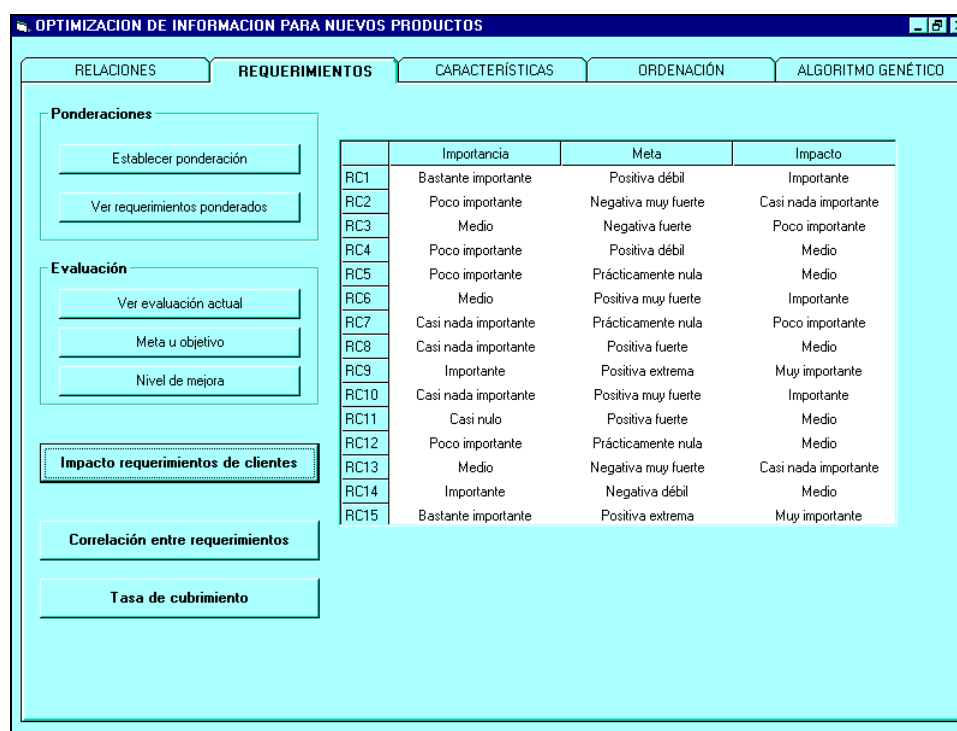 OPTIMIZACION DE INFORMACION PARA NUEVOS PRODUCTOS
RELACIONES REQUERIMIENTOS CARACTERÍSTICAS ORDENACIÓN ALGORITMO GENÉTICO
Ponderaciones
Establecer ponderación
Ver requerimientos ponderados
Evaluación
Ver evaluación actual
Meta u objetivo
Nivel de mejora
Impacto requerimientos de clientes
Correlación entre requerimientos
Tasa de cubrimiento
Importancia Meta Impacto
RC1 Bastante importante Positiva débil Importante
RC2 Poco importante Negativa muy fuerte Casi nada importante
RC3 Medio Negativa fuerte Poco importante
RC4 Poco importante Positiva débil Medio
RC5 Poco importante Prácticamente nula Medio
RC6 Medio Positiva muy fuerte Importante
RC7 Casi nada importante Prácticamente nula Poco importante
RC8 Casi nada importante Positiva fuerte Medio
RC9 Importante Positiva extrema Muy importante
RC10 Casi nada importante Positiva muy fuerte Importante
RC11 Casi nulo Positiva fuerte Medio
RC12 Poco importante Prácticamente nula Medio
RC13 Medio Negativa muy fuerte Casi nada importante
RC14 Importante Negativa débil Medio
RC15 Bastante importante Positiva extrema Muy importante